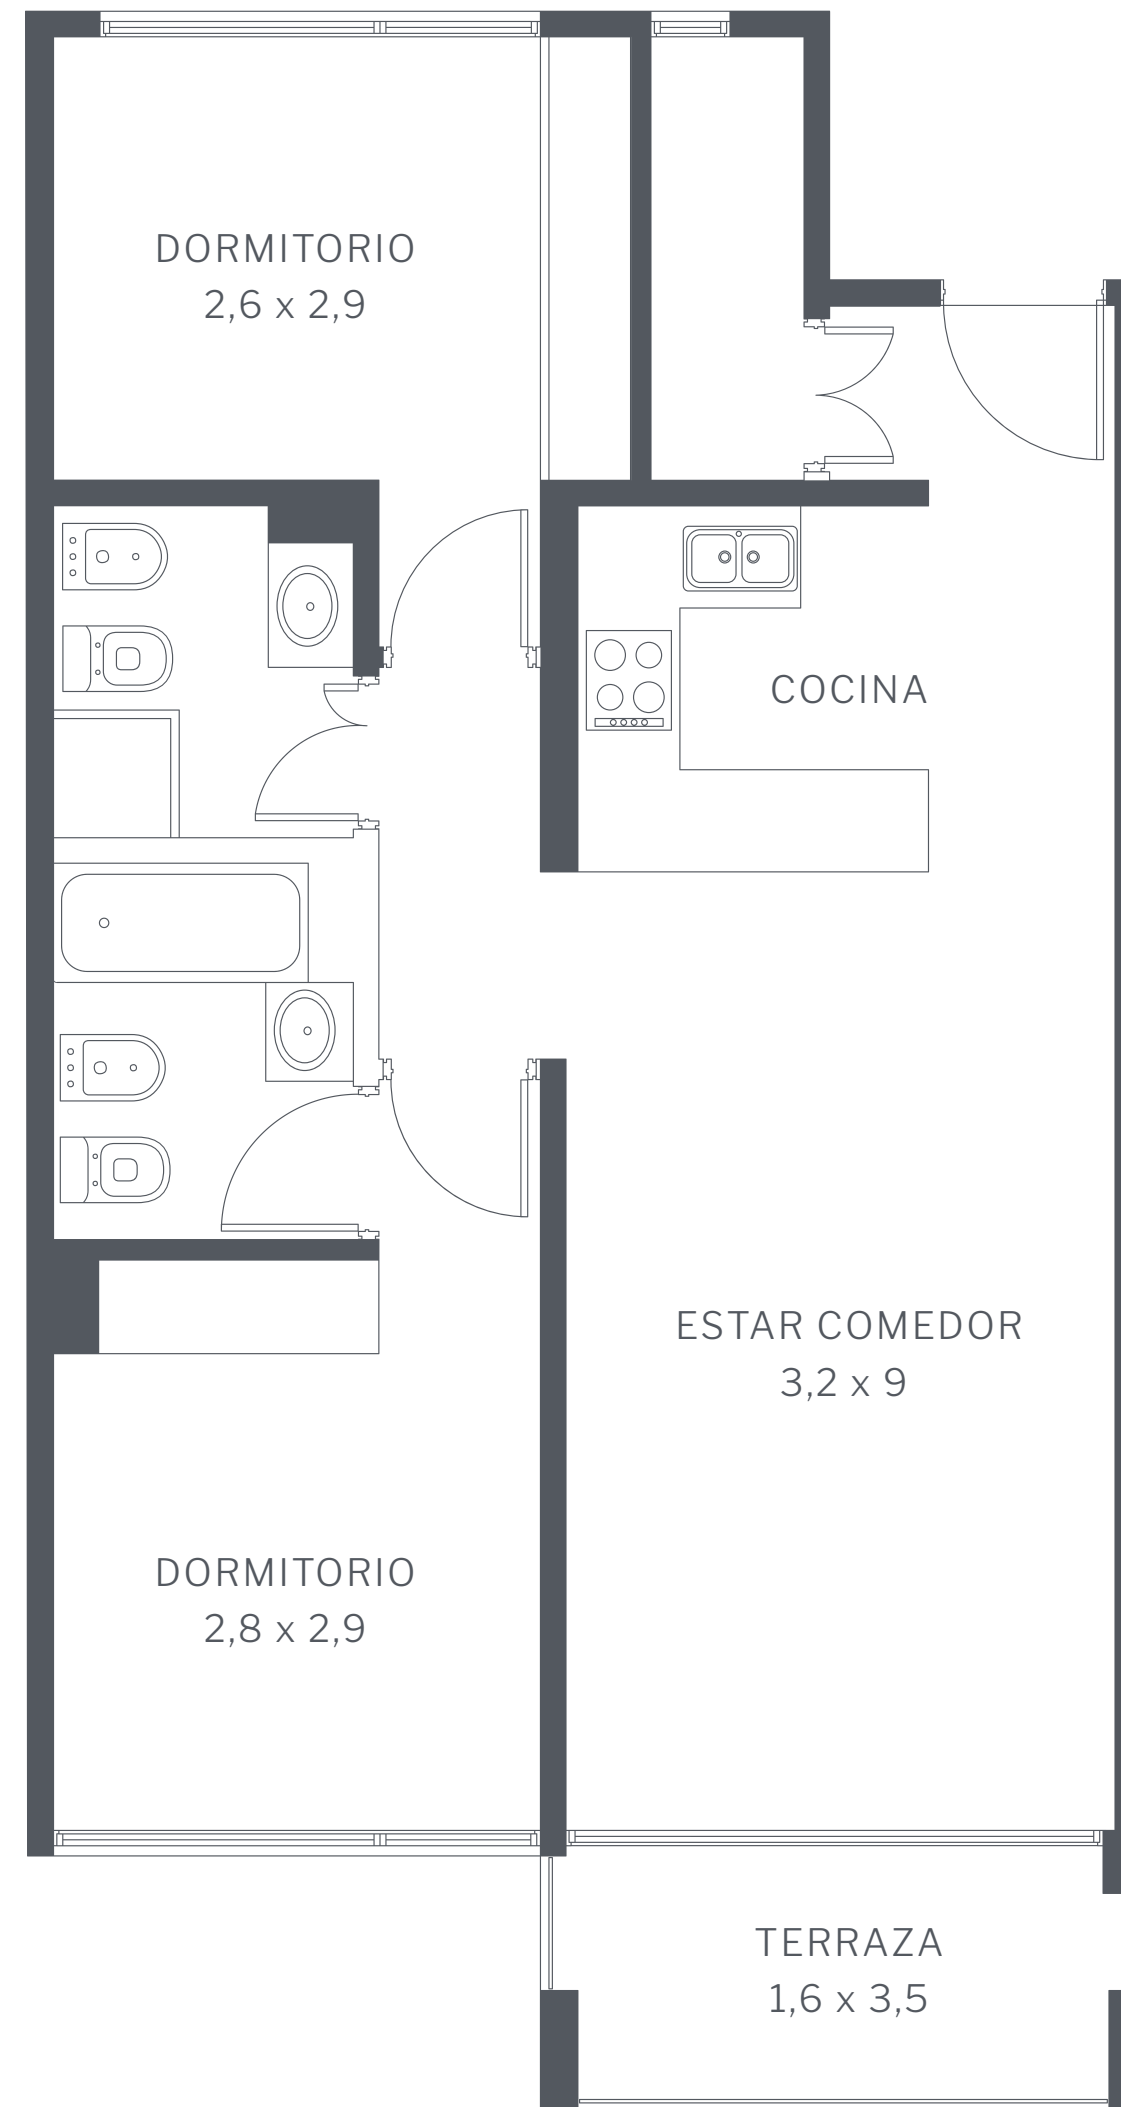 DORMITORIO
2,6 x 2,9
COCINA
ESTAR COMEDOR
3,2 x 9
DORMITORIO
2,8 x 2,9
TERRAZA
1,6 x 3,5